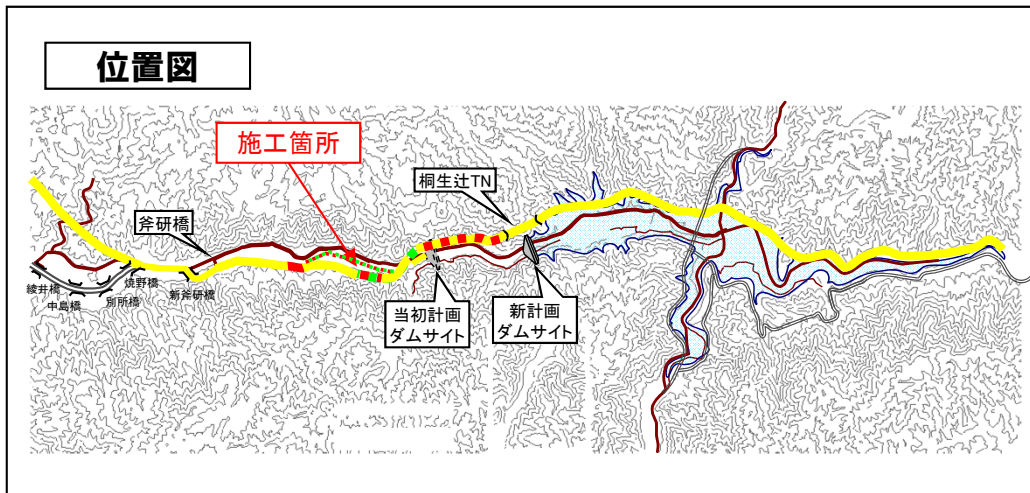 位置図
施工箇所
桐生辻TN
斧研橋
綾井橋
中島橋
別所橋
焼野橋
新斧研橋
当初計画
ダムサイト
新計画
ダムサイト